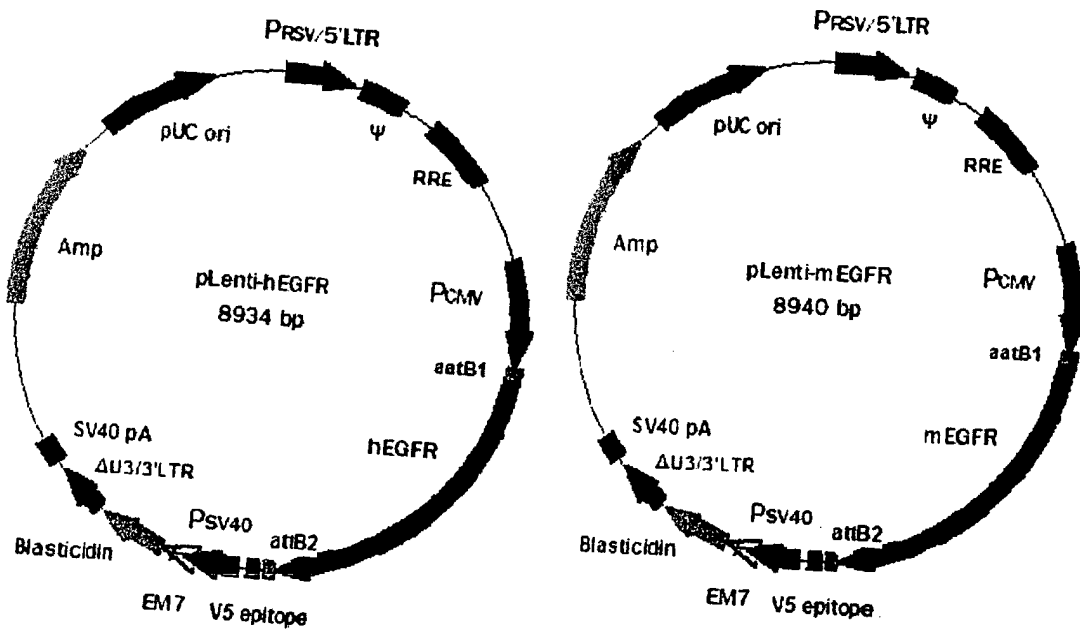 PRSV/5'LTR
Ψ
RRE
PCMV
aatB1
hEGFR
attB2
V5 epitope
PSV40
EM7
Blasticidin
ΔU3/3'LTR
SV40 pA
Amp
pUC ori
pLenti-hEGFR
8934 bp
PRSV/5'LTR
Ψ
RRE
PCMV
aatB1
mEGFR
attB2
V5 epitope
PSV40
EM7
Blasticidin
ΔU3/3'LTR
SV40 pA
Amp
pUC ori
pLenti-mEGFR
8940 bp